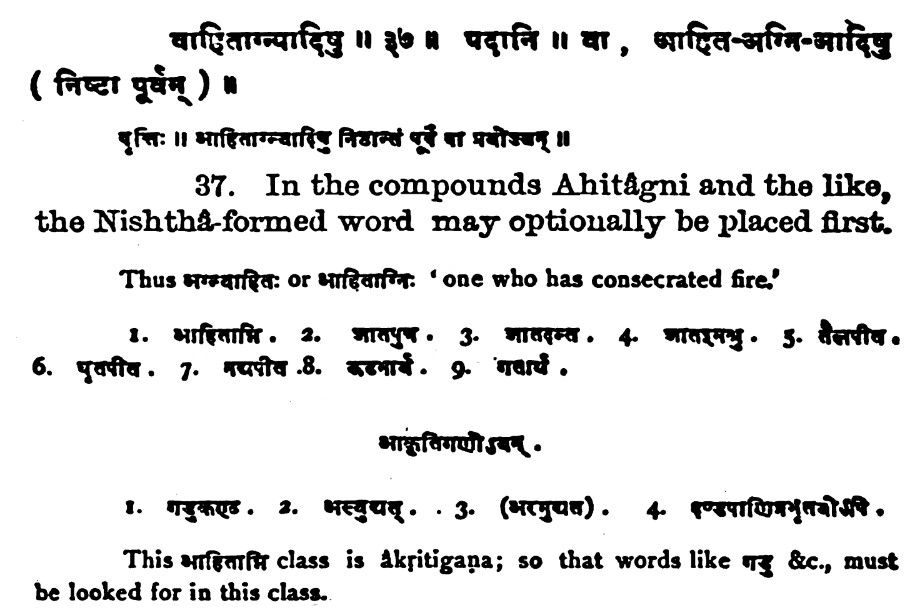 वाहिताग्न्यादिषु ॥ ३७ ॥ पदानि ॥ वा , आहित-अग्नि-आदिषु
( निष्टा पूर्वम् ) ॥
वृत्तिः ॥ आहिताग्न्यादिषु निष्ठान्तं पूर्वं वा प्रयोज्यम् ॥
37. In the compounds Ahitâgni and the like,
the Nishthâ-formed word may optionally be placed first.
Thus अग्न्याहितः or आहिताग्निः 'one who has consecrated fire.'
1. आहिताग्नि . 2. जातपुत्र . 3. जातदन्त . 4. जातश्मश्रु . 5. तैलपीत .
6. घृतपीत . 7. मद्यपीत .8. ऊढभार्य . 9. गतार्थ .
आकृतिगणोऽयम् .
1. गडुकण्ठ . 2. अस्युद्यत् . . 3. (अरमुद्यत) . 4. दण्डपाणिप्रभृतयोऽपि .
This आहिताग्नि class is âkṛitigaṇa; so that words like गडु &c., must
be looked for in this class.